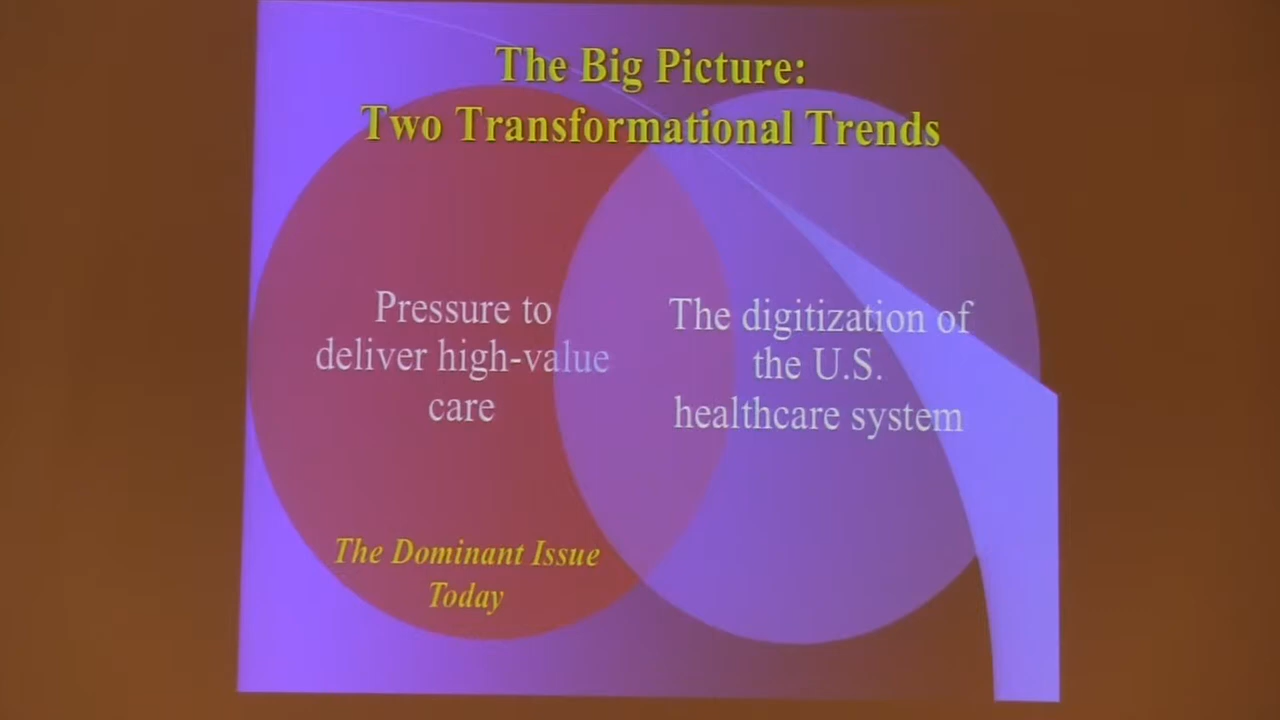 The Big Picture:
Two Transformational Trends
Pressure to
deliver high-value
care
The digitization of
the U.S.
healthcare system
The Dominant Issue
Today